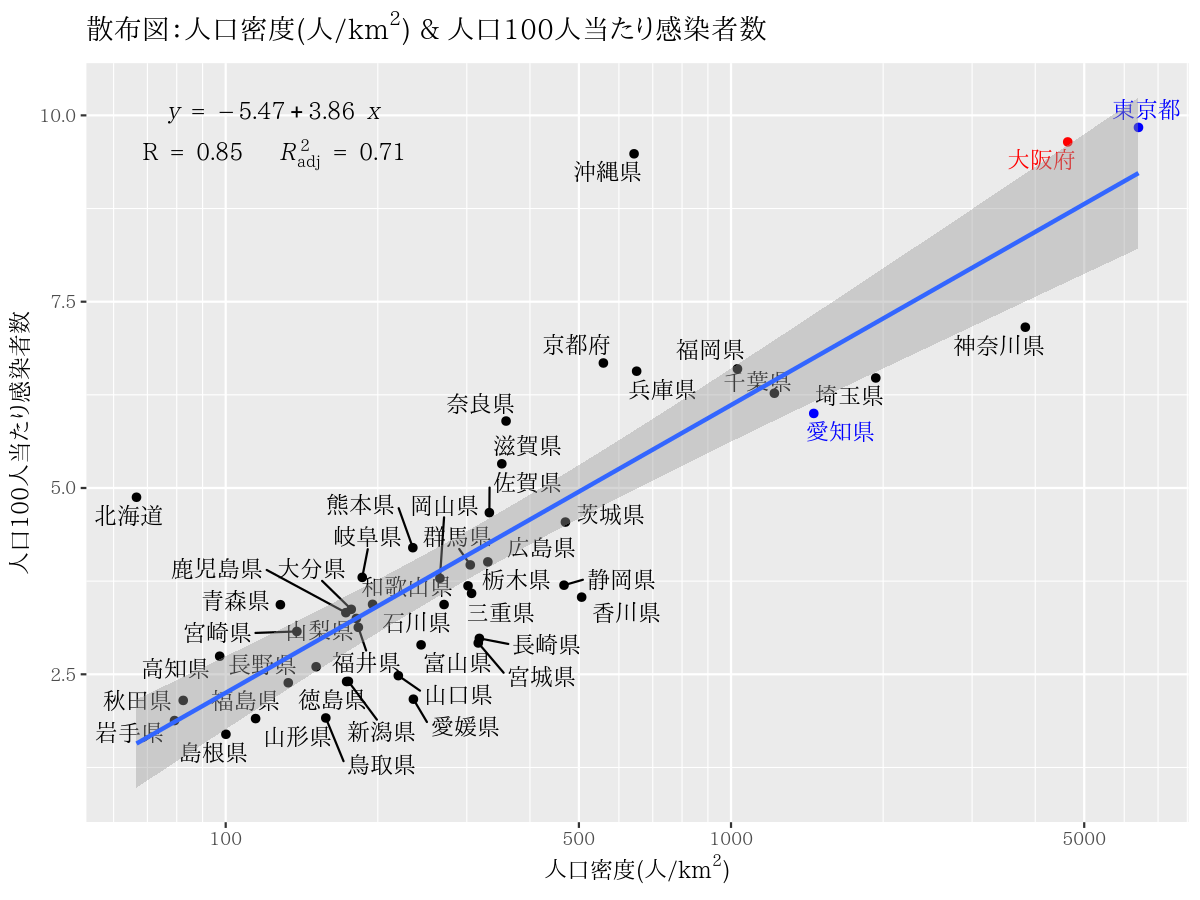 散布図：人口密度(人/km²) & 人口100人当たり感染者数
y = −5.47+3.86 x
R = 0.85 R²adj = 0.71
人口100人当たり感染者数
10.0
7.5
5.0
2.5
東京都
大阪府
沖縄県
神奈川県
京都府
福岡県
兵庫県
千葉県
埼玉県
愛知県
奈良県
滋賀県
佐賀県
北海道
熊本県
岡山県
茨城県
岐阜県
群馬県
広島県
鹿児島県
大分県
和歌山県
栃木県
静岡県
青森県
石川県
三重県
香川県
宮崎県
山梨県
長崎県
高知県
長野県
福井県
富山県
宮城県
秋田県
福島県
徳島県
山口県
岩手県
島根県
山形県
新潟県
愛媛県
鳥取県
100
500
1000
5000
人口密度(人/km²)